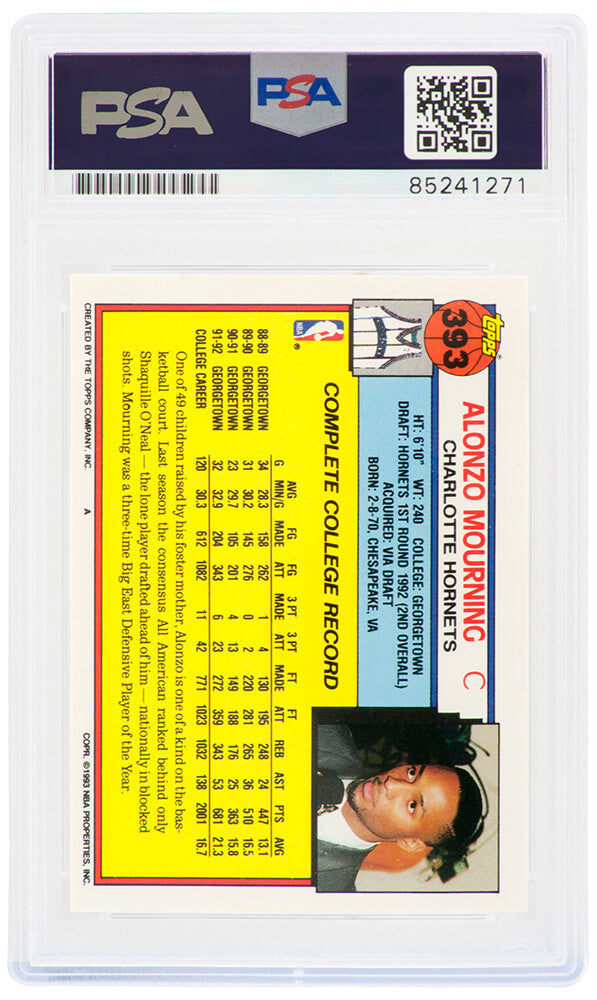 PSA
PSA
85241271
TOPPS®
393
ALONZO MOURNING C
CHARLOTTE HORNETS
HT: 6'10" WT: 240 COLLEGE: GEORGETOWN
DRAFT: HORNETS 1ST ROUND 1992 (2ND OVERALL)
ACQUIRED: VIA DRAFT
BORN: 2-8-70, CHESAPEAKE, VA
NBA ®
COMPLETE COLLEGE RECORD
AVG FG FG 3 PT 3 PT FT FT
G MIN/G MADE ATT MADE ATT MADE ATT REB AST PTS AVG
88-89 GEORGETOWN 34 28.3 158 262 1 4 130 195 248 24 447 13.1
89-90 GEORGETOWN 31 30.2 145 276 0 2 220 281 265 36 510 16.5
90-91 GEORGETOWN 23 29.7 105 201 4 13 149 188 176 25 363 15.8
91-92 GEORGETOWN 32 32.9 204 343 6 23 272 359 343 53 681 21.3
COLLEGE CAREER 120 30.3 612 1082 11 42 771 1023 1032 138 2001 16.7
One of 49 children raised by his foster mother, Alonzo is one of a kind on the bas-
ketball court. Last season the consensus All American ranked behind only
Shaquille O'Neal — the lone player drafted ahead of him — nationally in blocked
shots. Mourning was a three-time Big East Defensive Player of the Year.
CREATED BY THE TOPPS COMPANY, INC. A COPR. ©1993 NBA PROPERTIES, INC.